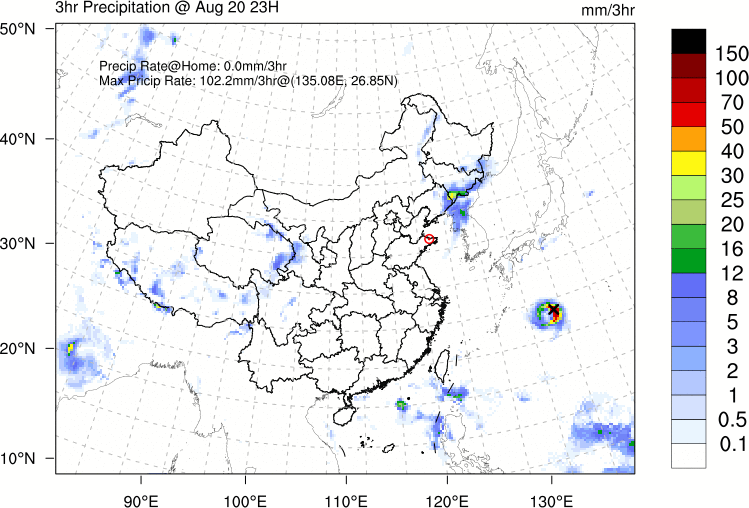 3hr Precipitation @ Aug 20 23H
mm/3hr
Precip Rate@Home: 0.0mm/3hr
Max Pricip Rate: 102.2mm/3hr@(135.08E, 26.85N)
50°N
40°N
30°N
20°N
10°N
90°E
100°E
110°E
120°E
130°E
150
100
70
50
40
30
25
20
16
12
8
5
3
2
1
0.5
0.1